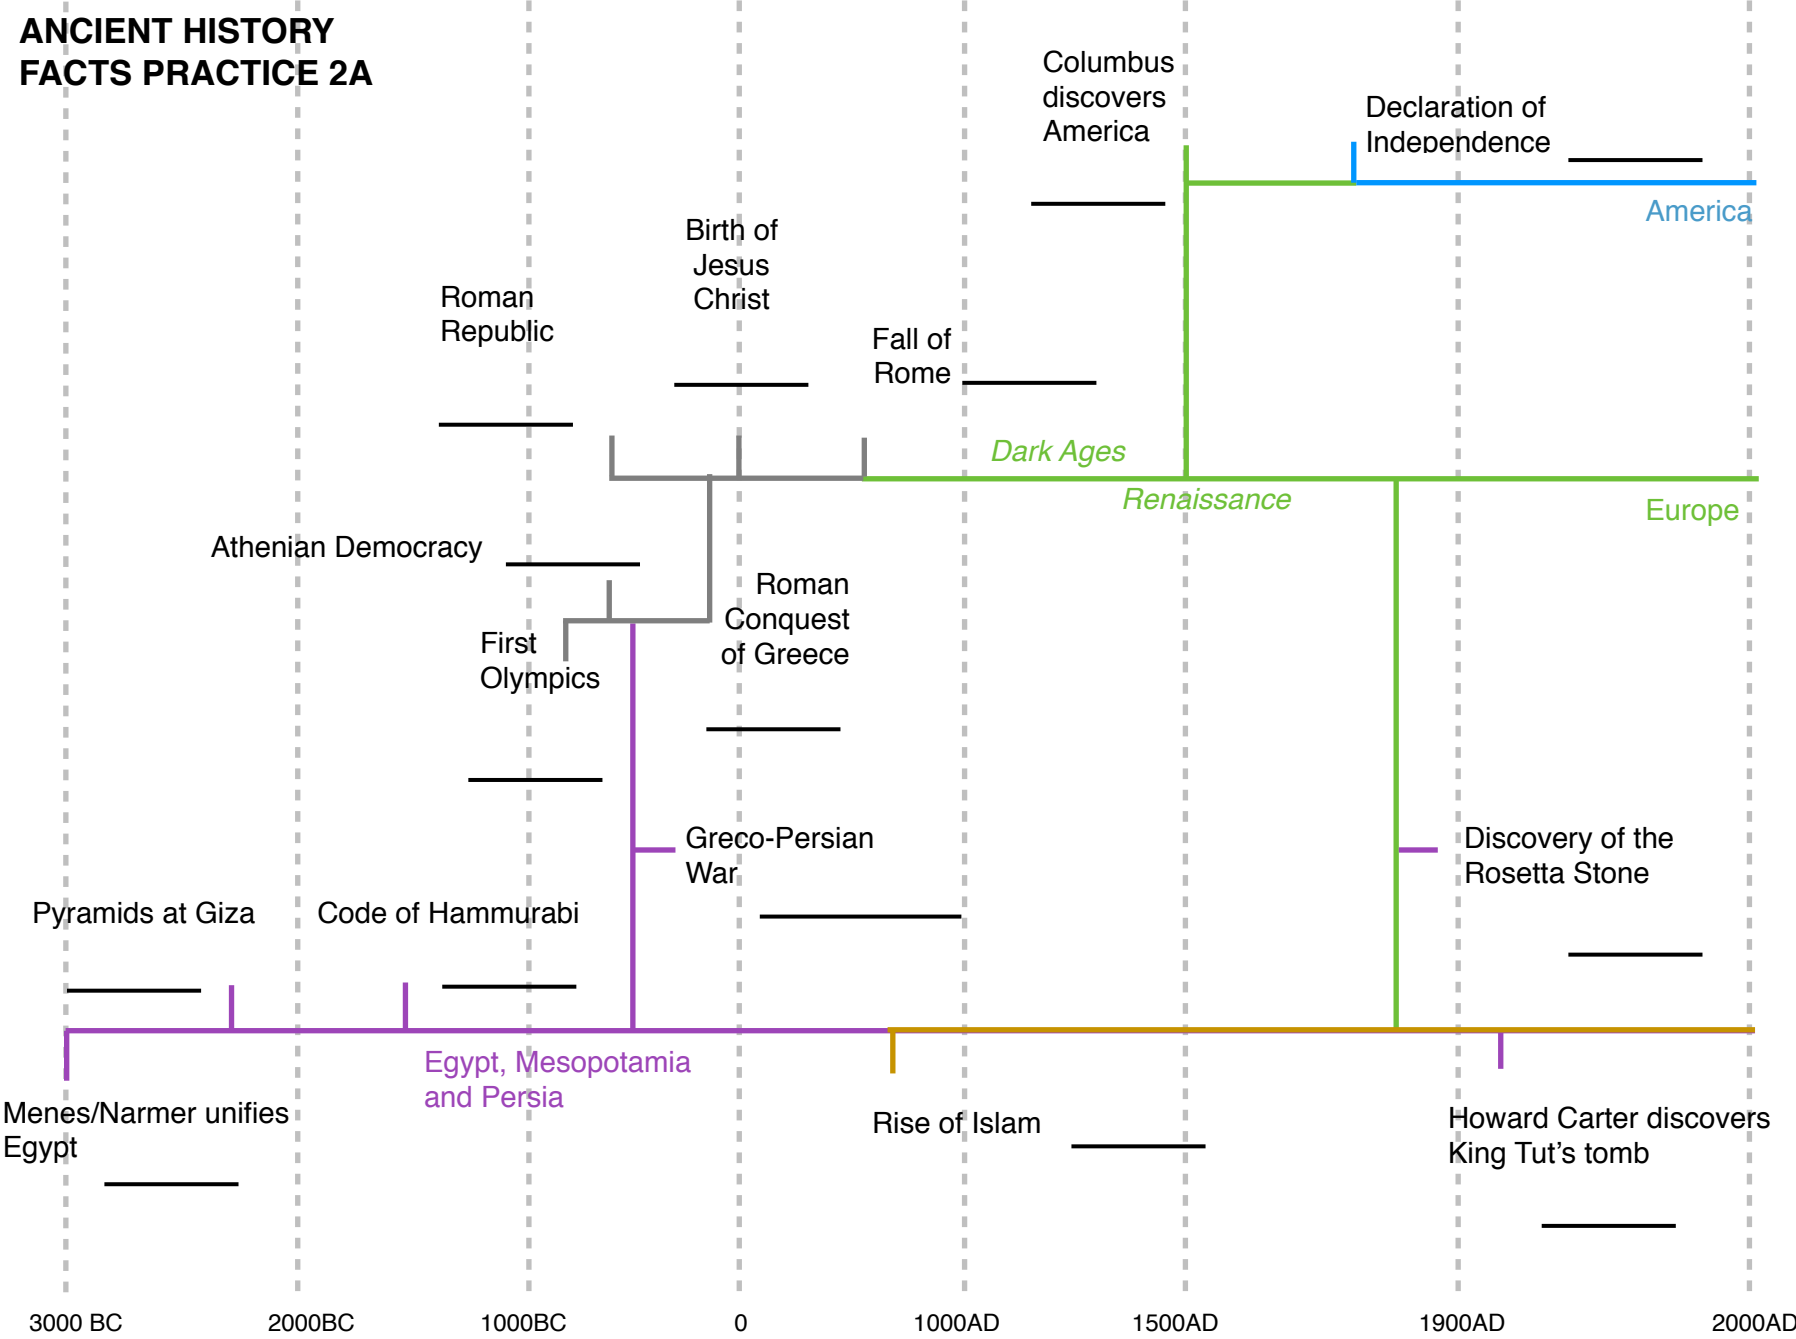 ANCIENT HISTORY
FACTS PRACTICE 2A
Columbus
discovers
America
Declaration of
Independence
America
Birth of
Jesus
Christ
Roman
Republic
Fall of
Rome
Dark Ages
Renaissance
Europe
Athenian Democracy
Roman
Conquest
of Greece
First
Olympics
Greco-Persian
War
Discovery of the
Rosetta Stone
Pyramids at Giza
Code of Hammurabi
Egypt, Mesopotamia
and Persia
Menes/Narmer unifies
Egypt
Rise of Islam
Howard Carter discovers
King Tut’s tomb
3000 BC
2000BC
1000BC
0
1000AD
1500AD
1900AD
2000AD